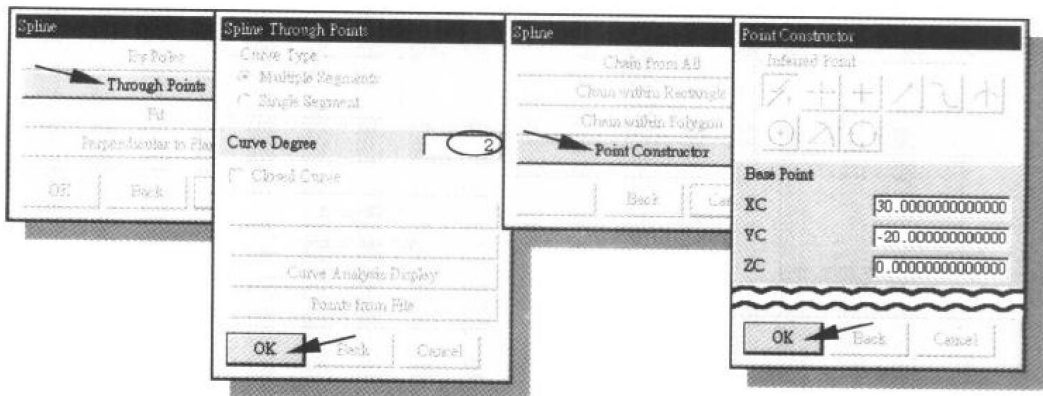 Spline
By Poles
Through Points
Fit
Perpendicular to Pla
OK Back
Spline Through Points
Curve Type
Multiple Segments
Single Segment
Curve Degree 2
Closed Curve
Curve Analysis Display
Points from File
OK Back Cancel
Spline
Chain from All
Chain within Rectangle
Chain within Polygon
Point Constructor
Back Ca
Point Constructor
Inferred Point
Base Point
XC 30.0000000000000
YC -20.000000000000
ZC 0.00000000000000
OK Back Cancel